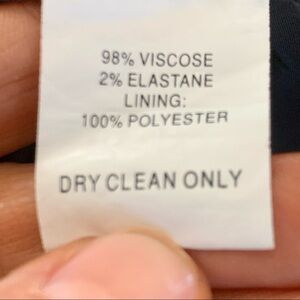 98% VISCOSE
2% ELASTANE
LINING:
100% POLYESTER
DRY CLEAN ONLY